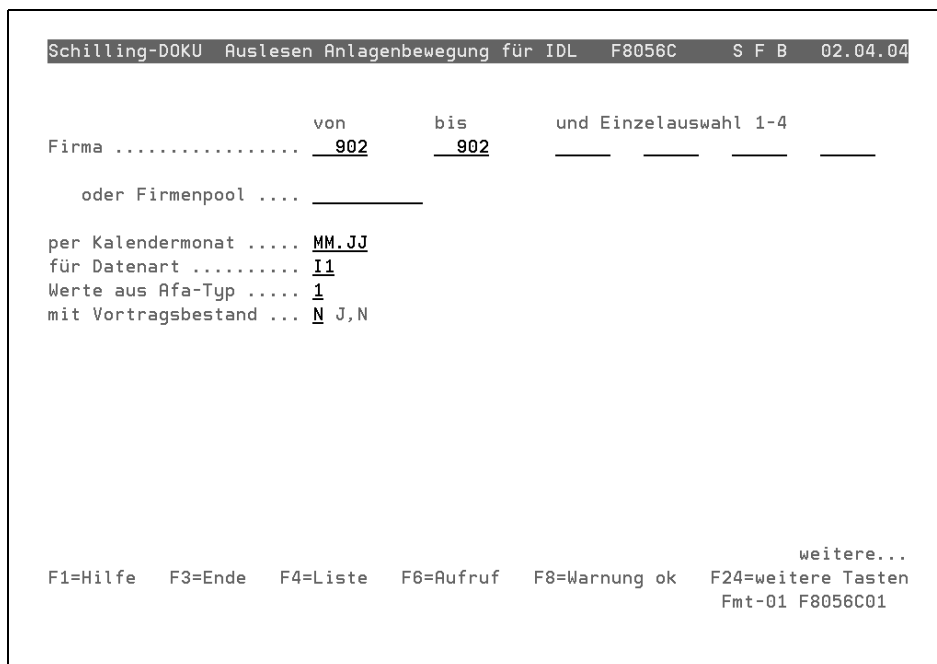 Schilling-DOKU Auslesen Anlagenbewegung für IDL F8056C S F B 02.04.04
von bis und Einzelauswahl 1-4
Firma ................. 902 902
oder Firmenpool ....
per Kalendermonat ..... MM.JJ
für Datenart .......... I1
Werte aus Afa-Typ ..... 1
mit Vortragsbestand ... N J,N
weitere...
F1=Hilfe F3=Ende F4=Liste F6=Aufruf F8=Warnung ok F24=weitere Tasten
Fmt-01 F8056C01